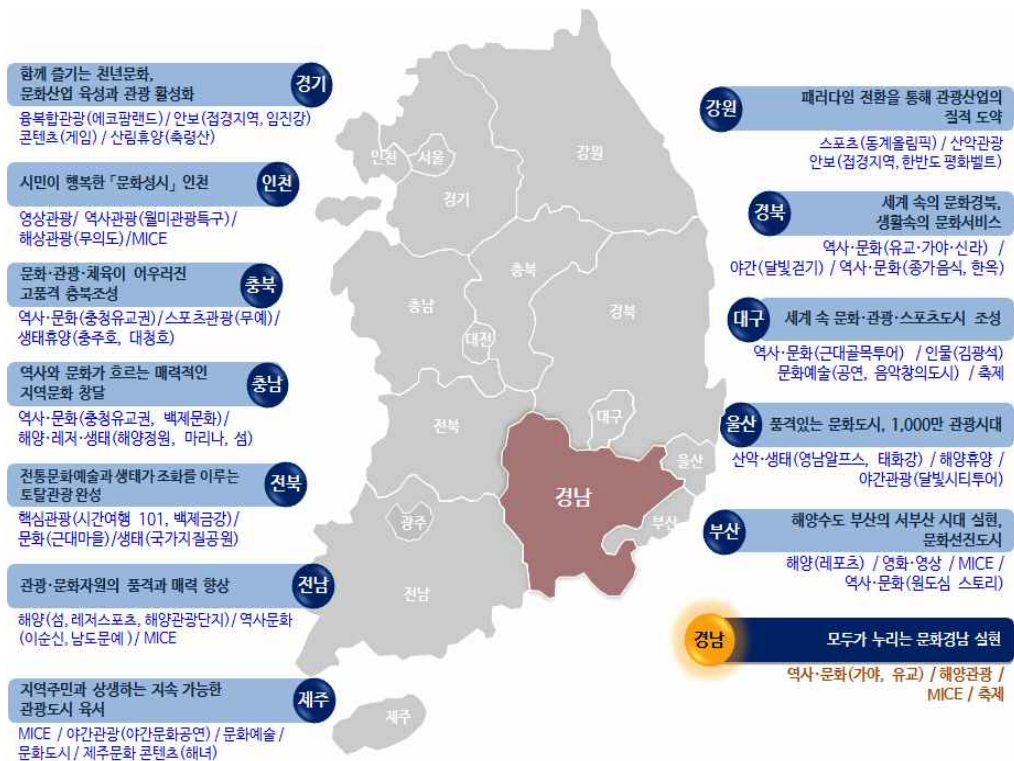 함께 즐기는 천년문화,
문화산업 육성과 관광 활성화
경기
융복합관광(에코팜랜드) / 안보(접경지역, 임진강)
콘텐츠(게임) / 산림휴양(축령산)
시민이 행복한 「문화성시」 인천
인천
영상관광/ 역사관광(월미관광특구)/
해상관광(무의도)/MICE
문화·관광·체육이 어우러진
고품격 충북조성
충북
역사·문화(충청유교권)/스포츠관광(무예)/
생태휴양(충주호, 대청호)
역사와 문화가 흐르는 매력적인
지역문화 창달
충남
역사·문화(충청유교권, 백제문화)/
해양·레저·생태(해양정원, 마리나, 섬)
전통문화예술과 생태가 조화를 이루는
토탈관광 완성
전북
핵심관광(시간여행 101, 백제금강)/
문화(근대마을)/생태(국가지질공원)
관광·문화자원의 품격과 매력 향상
전남
해양(섬, 레저스포츠, 해양관광단지)/ 역사문화
(이순신, 남도문예 )/ MICE
지역주민과 상생하는 지속 가능한
관광도시 육서
제주
MICE / 야간관광(야간문화공연) / 문화예술 /
문화도시 / 제주문화 콘텐츠(해녀)
인천
서울
경기
강원
충북
충남
대전
경북
전북
대구
울산
경남
부산
광주
전남
제주
강원
패러다임 전환을 통해 관광산업의
질적 도약
스포츠(동계올림픽) / 산악관광
안보(접경지역, 한반도 평화벨트)
경북
세계 속의 문화경북,
생활속의 문화서비스
역사·문화(유교·가야·신라) /
야간(달빛걷기) / 역사·문화(종가음식, 한옥)
대구
세계 속 문화·관광·스포츠도시 조성
역사·문화(근대골목투어) / 인물(김광석)
문화예술(공연, 음악창의도시) / 축제
울산
품격있는 문화도시, 1,000만 관광시대
산악·생태(영남알프스, 태화강) / 해양휴양 /
야간관광(달빛시티투어)
부산
해양수도 부산의 서부산 시대 실현,
문화선진도시
해양(레포츠) / 영화·영상 / MICE /
역사·문화(원도심 스토리)
경남
모두가 누리는 문화경남 실현
역사·문화(가야, 유교) / 해양관광 /
MICE / 축제